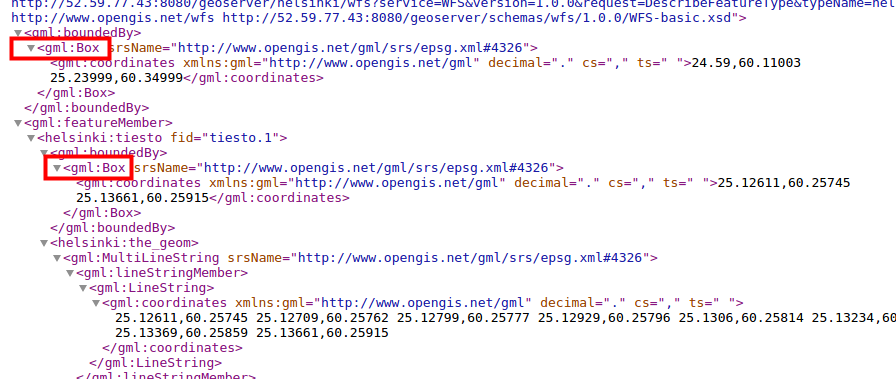 http://52.59.77.43:8080/geoserver/helsinki/wfs?service=WFS&version=1.0.0&request=DescribeFeatureType&typeName=hel
http://www.opengis.net/wfs http://52.59.77.43:8080/geoserver/schemas/wfs/1.0.0/WFS-basic.xsd">
<gml:boundedBy>
<gml:Box srsName="http://www.opengis.net/gml/srs/epsg.xml#4326">
<gml:coordinates xmlns:gml="http://www.opengis.net/gml" decimal="." cs="," ts=" ">24.59,60.11003
25.23999,60.34999</gml:coordinates>
</gml:Box>
</gml:boundedBy>
<gml:featureMember>
<helsinki:tiesto fid="tiesto.1">
<gml:boundedBy>
<gml:Box srsName="http://www.opengis.net/gml/srs/epsg.xml#4326">
<gml:coordinates xmlns:gml="http://www.opengis.net/gml" decimal="." cs="," ts=" ">25.12611,60.25745
25.13661,60.25915</gml:coordinates>
</gml:Box>
</gml:boundedBy>
<helsinki:the_geom>
<gml:MultiLineString srsName="http://www.opengis.net/gml/srs/epsg.xml#4326">
<gml:lineStringMember>
<gml:LineString>
<gml:coordinates xmlns:gml="http://www.opengis.net/gml" decimal="." cs="," ts=" ">
25.12611,60.25745 25.12709,60.25762 25.12799,60.25777 25.12929,60.25796 25.1306,60.25814 25.13234,60
25.13369,60.25859 25.13661,60.25915
</gml:coordinates>
</gml:LineString>
</gml:lineStringMember>